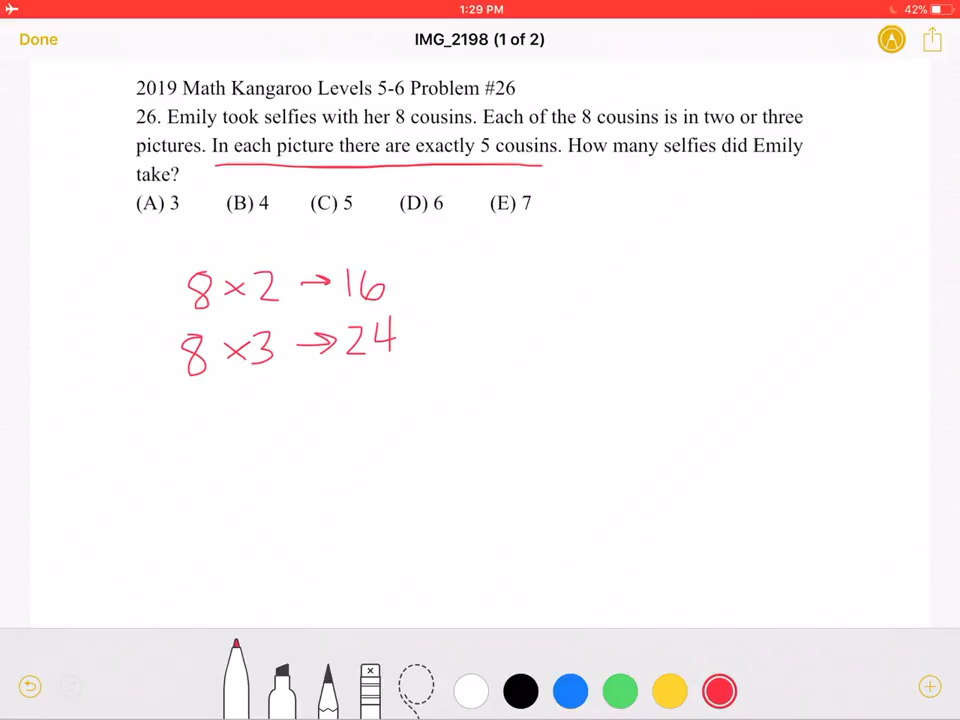 1:29 PM
42%
Done
IMG_2198 (1 of 2)
2019 Math Kangaroo Levels 5-6 Problem #26
26. Emily took selfies with her 8 cousins. Each of the 8 cousins is in two or three
pictures. In each picture there are exactly 5 cousins. How many selfies did Emily
take?
(A) 3 (B) 4 (C) 5 (D) 6 (E) 7
8 × 2 → 16
8 × 3 → 24